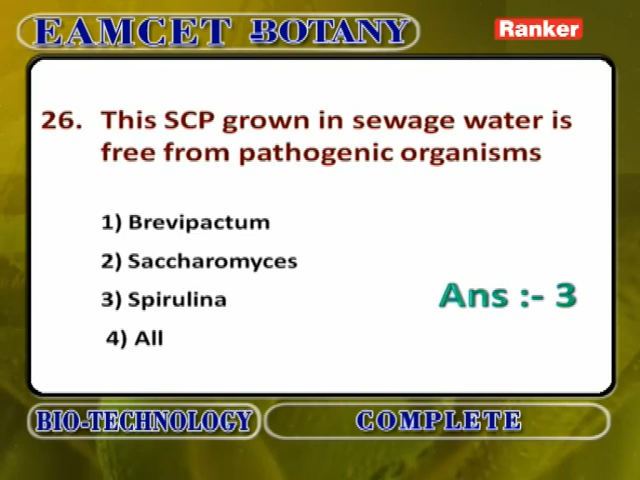 EAMCET -BOTANY
Ranker
26. This SCP grown in sewage water is
free from pathogenic organisms
1) Brevipactum
2) Saccharomyces
3) Spirulina
Ans :- 3
4) All
BIO-TECHNOLOGY
COMPLETE